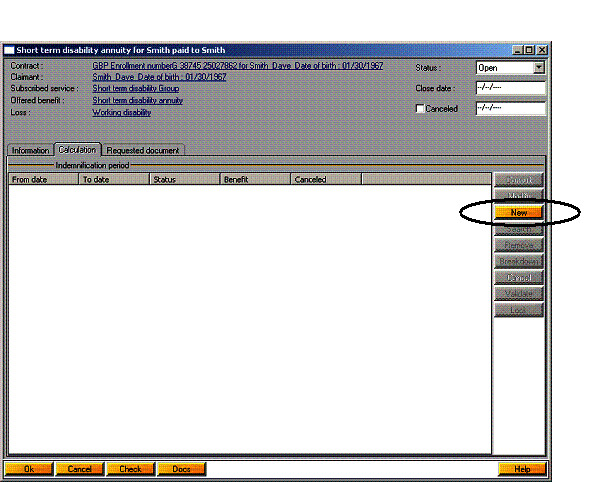 Short term disability annuity for Smith paid to Smith
Contract : GBP Enrollment numberG 38745 25027862 for Smith Dave Date of birth : 01/30/1967
Status : Open
Claimant : Smith Dave Date of birth : 01/30/1967
Subscribed service : Short term disability Group
Close date : --/--/----
Offered benefit : Short term disability annuity
Loss : Working disability
Canceled --/--/----
Information Calculation Requested document
Indemnification period
From date To date Status Benefit Canceled
Consult
Modify
New
Search
Remove
Breakdown
Cancel
Validate
Lock
Ok Cancel Check Docs Help